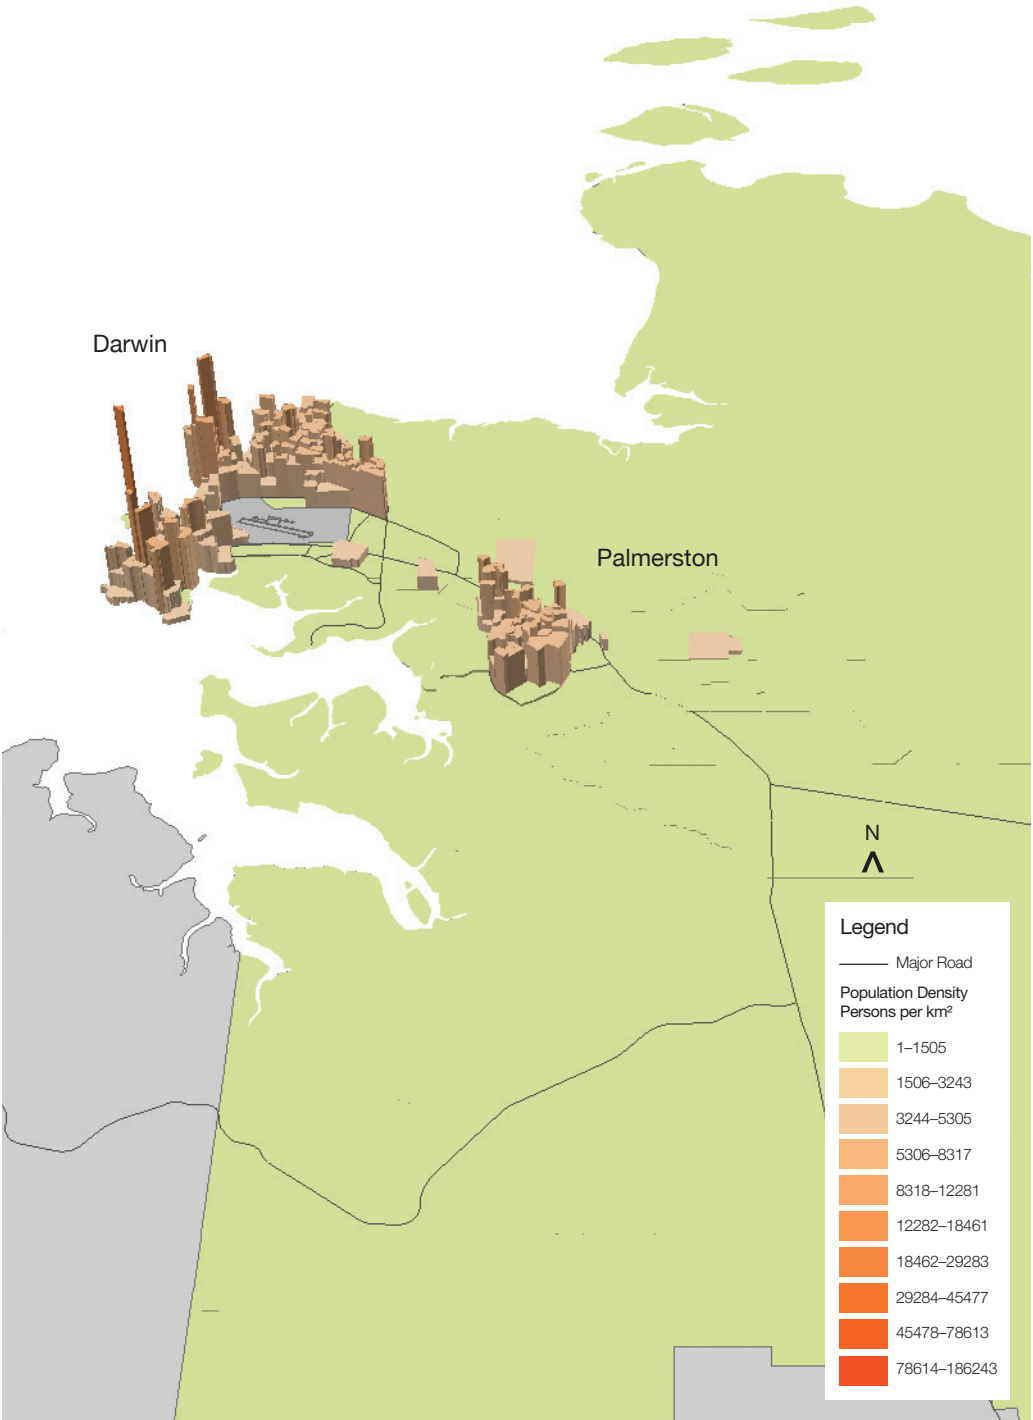 Darwin
Palmerston
N
Legend
Major Road
Population Density
Persons per km²
1–1505
1506–3243
3244–5305
5306–8317
8318–12281
12282–18461
18462–29283
29284–45477
45478–78613
78614–186243